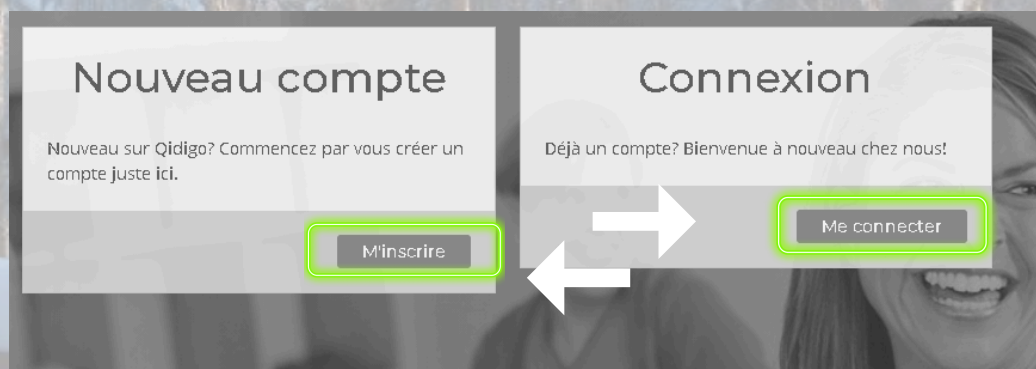 Nouveau compte
Nouveau sur Qidigo? Commencez par vous créer un
compte juste ici.
M'inscrire
Connexion
Déjà un compte? Bienvenue à nouveau chez nous!
Me connecter